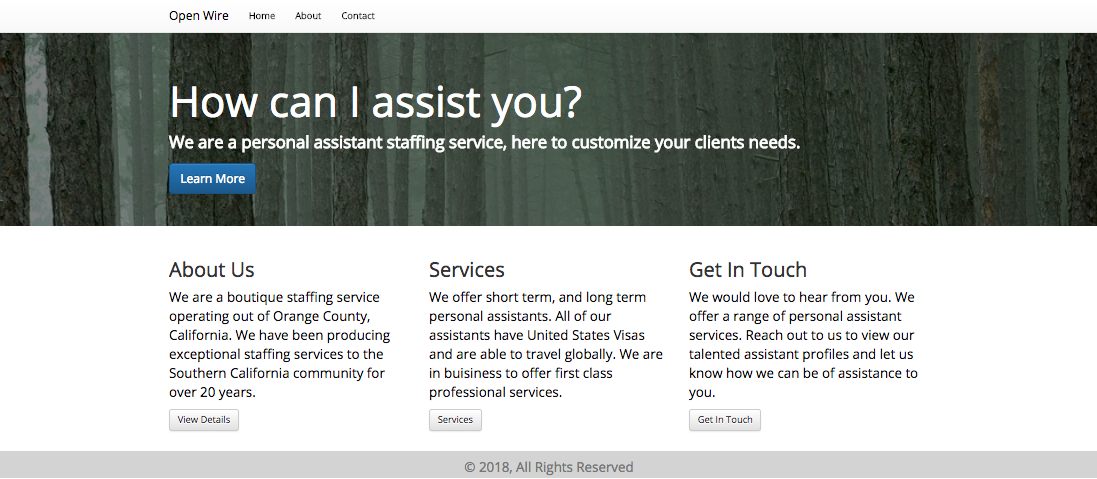 Open Wire Home About Contact
How can I assist you?
We are a personal assistant staffing service, here to customize your clients needs.
Learn More
About Us
We are a boutique staffing service
operating out of Orange County,
California. We have been producing
exceptional staffing services to the
Southern California community for
over 20 years.
View Details
Services
We offer short term, and long term
personal assistants. All of our
assistants have United States Visas
and are able to travel globally. We are
in buisiness to offer first class
professional services.
Services
Get In Touch
We would love to hear from you. We
offer a range of personal assistant
services. Reach out to us to view our
talented assistant profiles and let us
know how we can be of assistance to
you.
Get In Touch
© 2018, All Rights Reserved